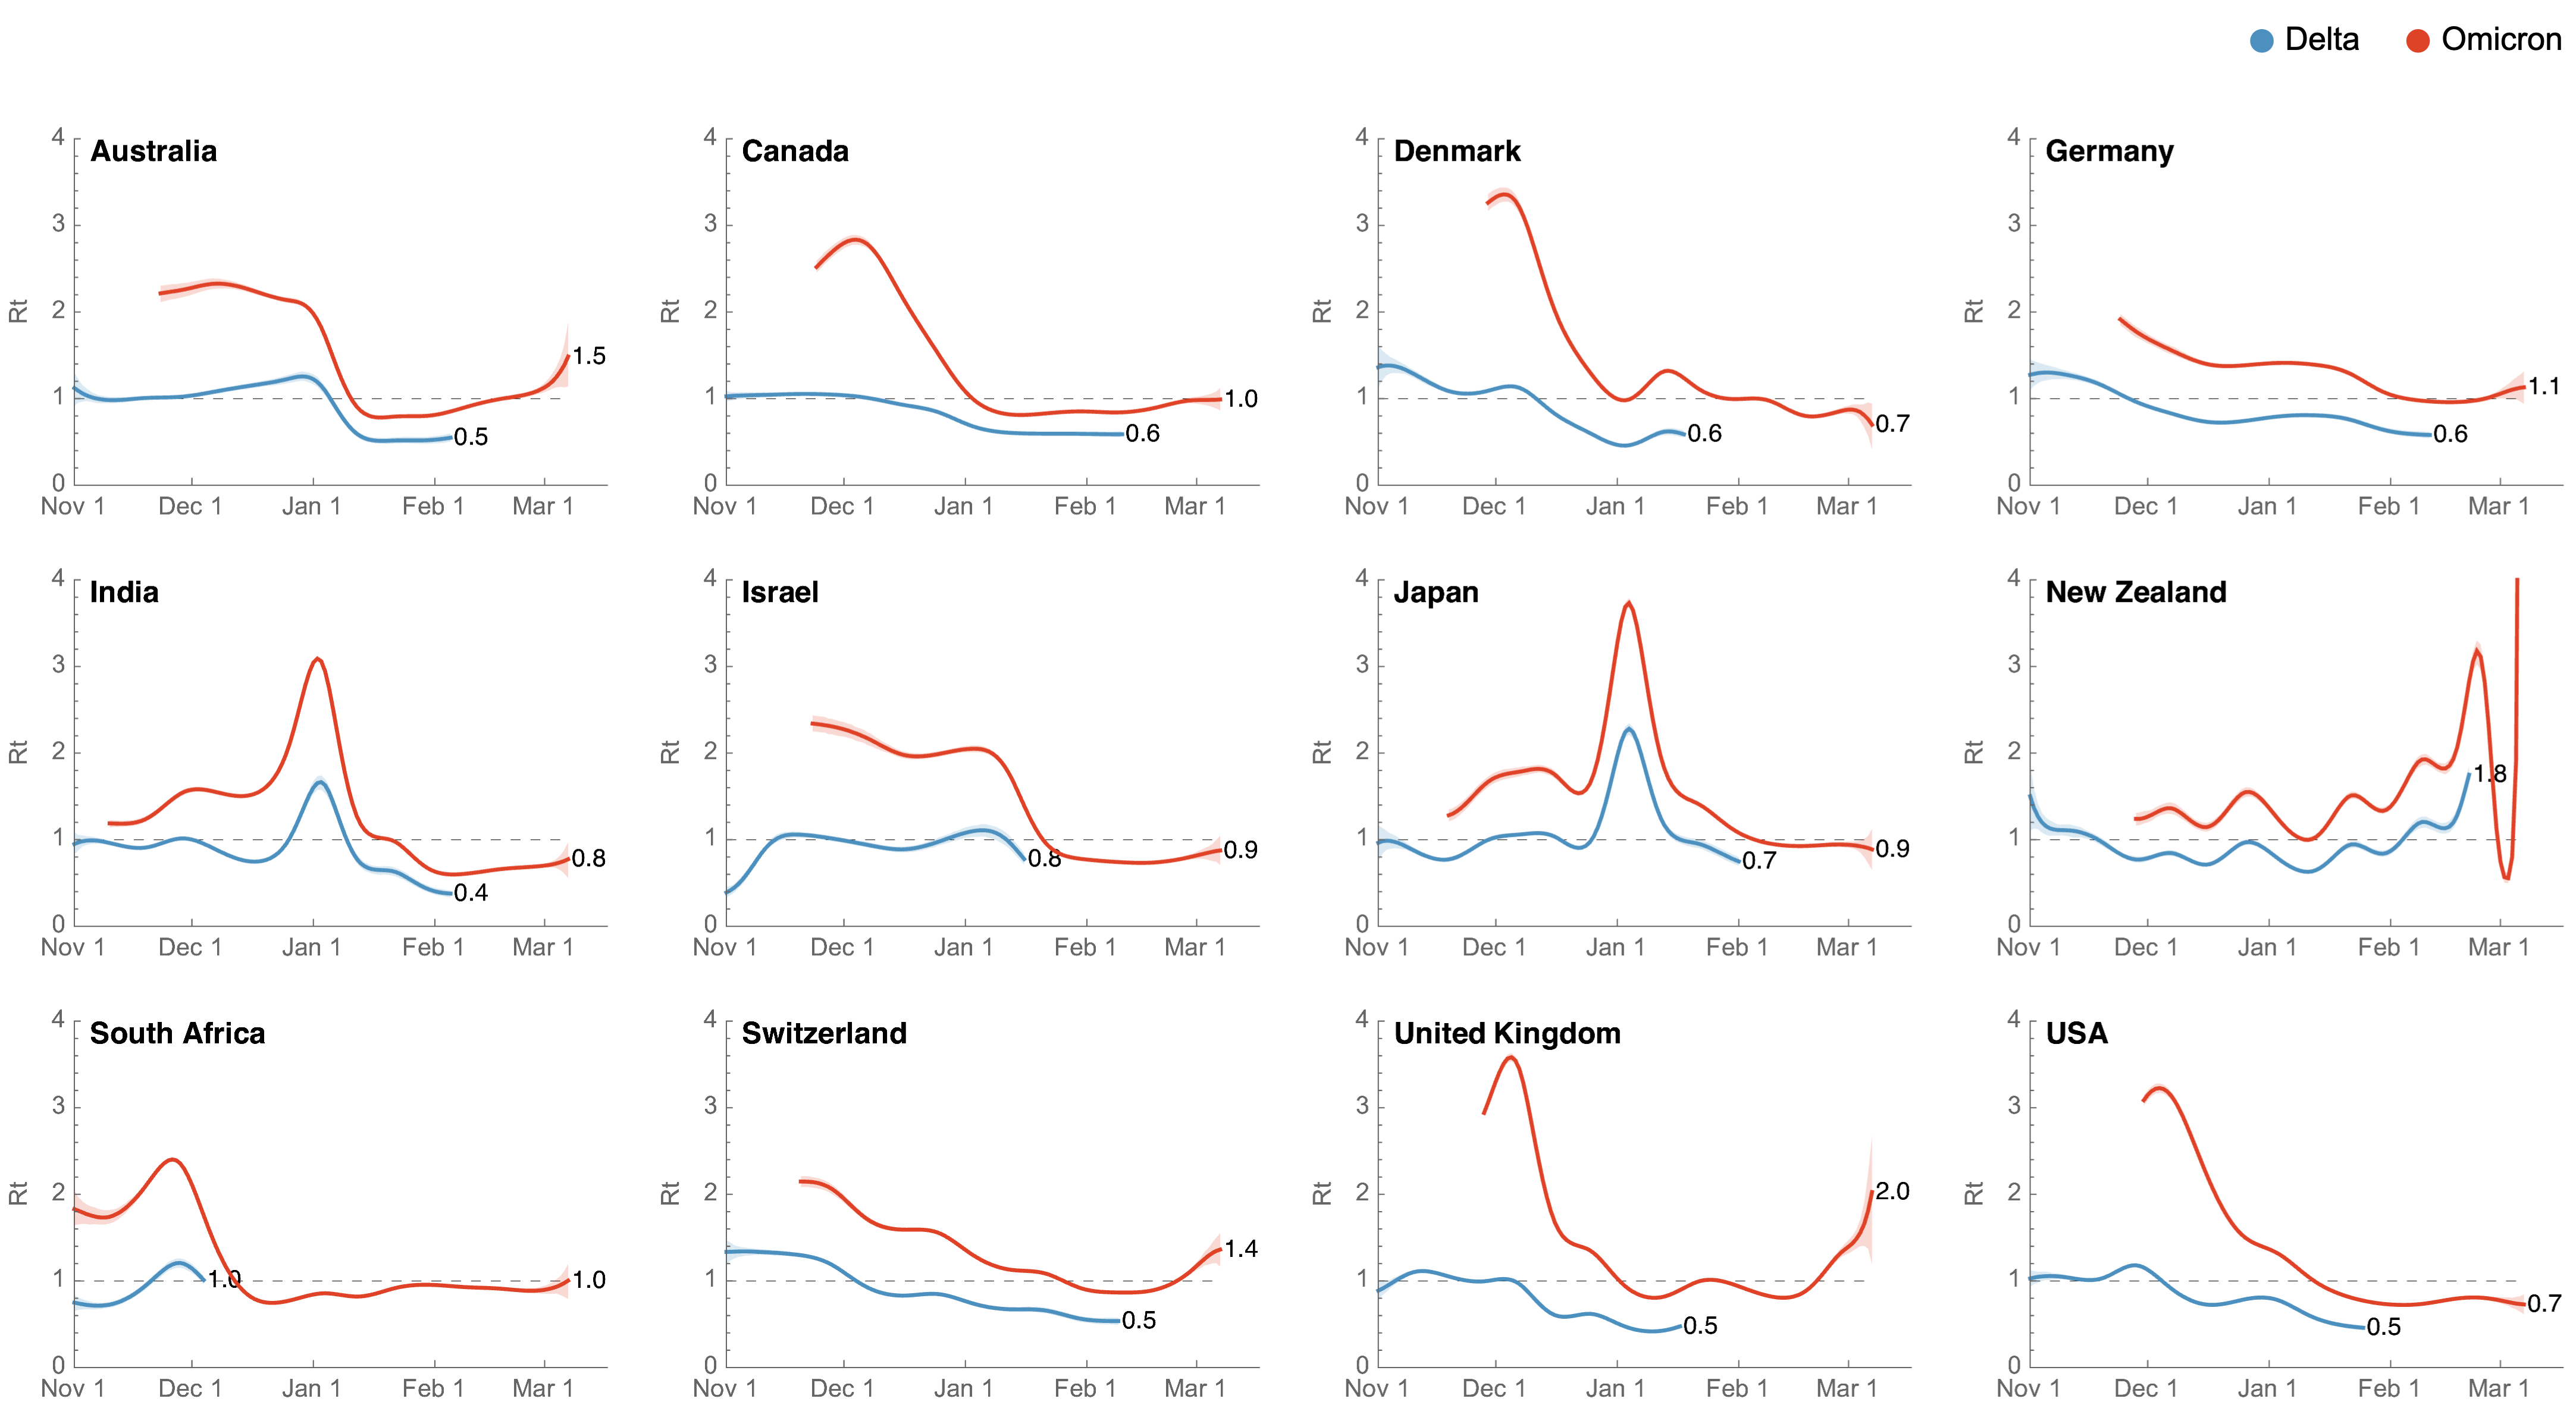 Delta Omicron
Australia
4
3
2
1
0
Rt
1.5
0.5
Nov 1 Dec 1 Jan 1 Feb 1 Mar 1
Canada
4
3
2
1
0
Rt
1.0
0.6
Nov 1 Dec 1 Jan 1 Feb 1 Mar 1
Denmark
4
3
2
1
0
Rt
0.7
0.6
Nov 1 Dec 1 Jan 1 Feb 1 Mar 1
Germany
4
3
2
1
0
Rt
1.1
0.6
Nov 1 Dec 1 Jan 1 Feb 1 Mar 1
India
4
3
2
1
0
Rt
0.8
0.4
Nov 1 Dec 1 Jan 1 Feb 1 Mar 1
Israel
4
3
2
1
0
Rt
0.8
0.9
Nov 1 Dec 1 Jan 1 Feb 1 Mar 1
Japan
4
3
2
1
0
Rt
0.7
0.9
Nov 1 Dec 1 Jan 1 Feb 1 Mar 1
New Zealand
4
3
2
1
0
Rt
1.8
Nov 1 Dec 1 Jan 1 Feb 1 Mar 1
South Africa
4
3
2
1
0
Rt
1.0
1.0
Nov 1 Dec 1 Jan 1 Feb 1 Mar 1
Switzerland
4
3
2
1
0
Rt
1.4
0.5
Nov 1 Dec 1 Jan 1 Feb 1 Mar 1
United Kingdom
4
3
2
1
0
Rt
2.0
0.5
Nov 1 Dec 1 Jan 1 Feb 1 Mar 1
USA
4
3
2
1
0
Rt
0.7
0.5
Nov 1 Dec 1 Jan 1 Feb 1 Mar 1